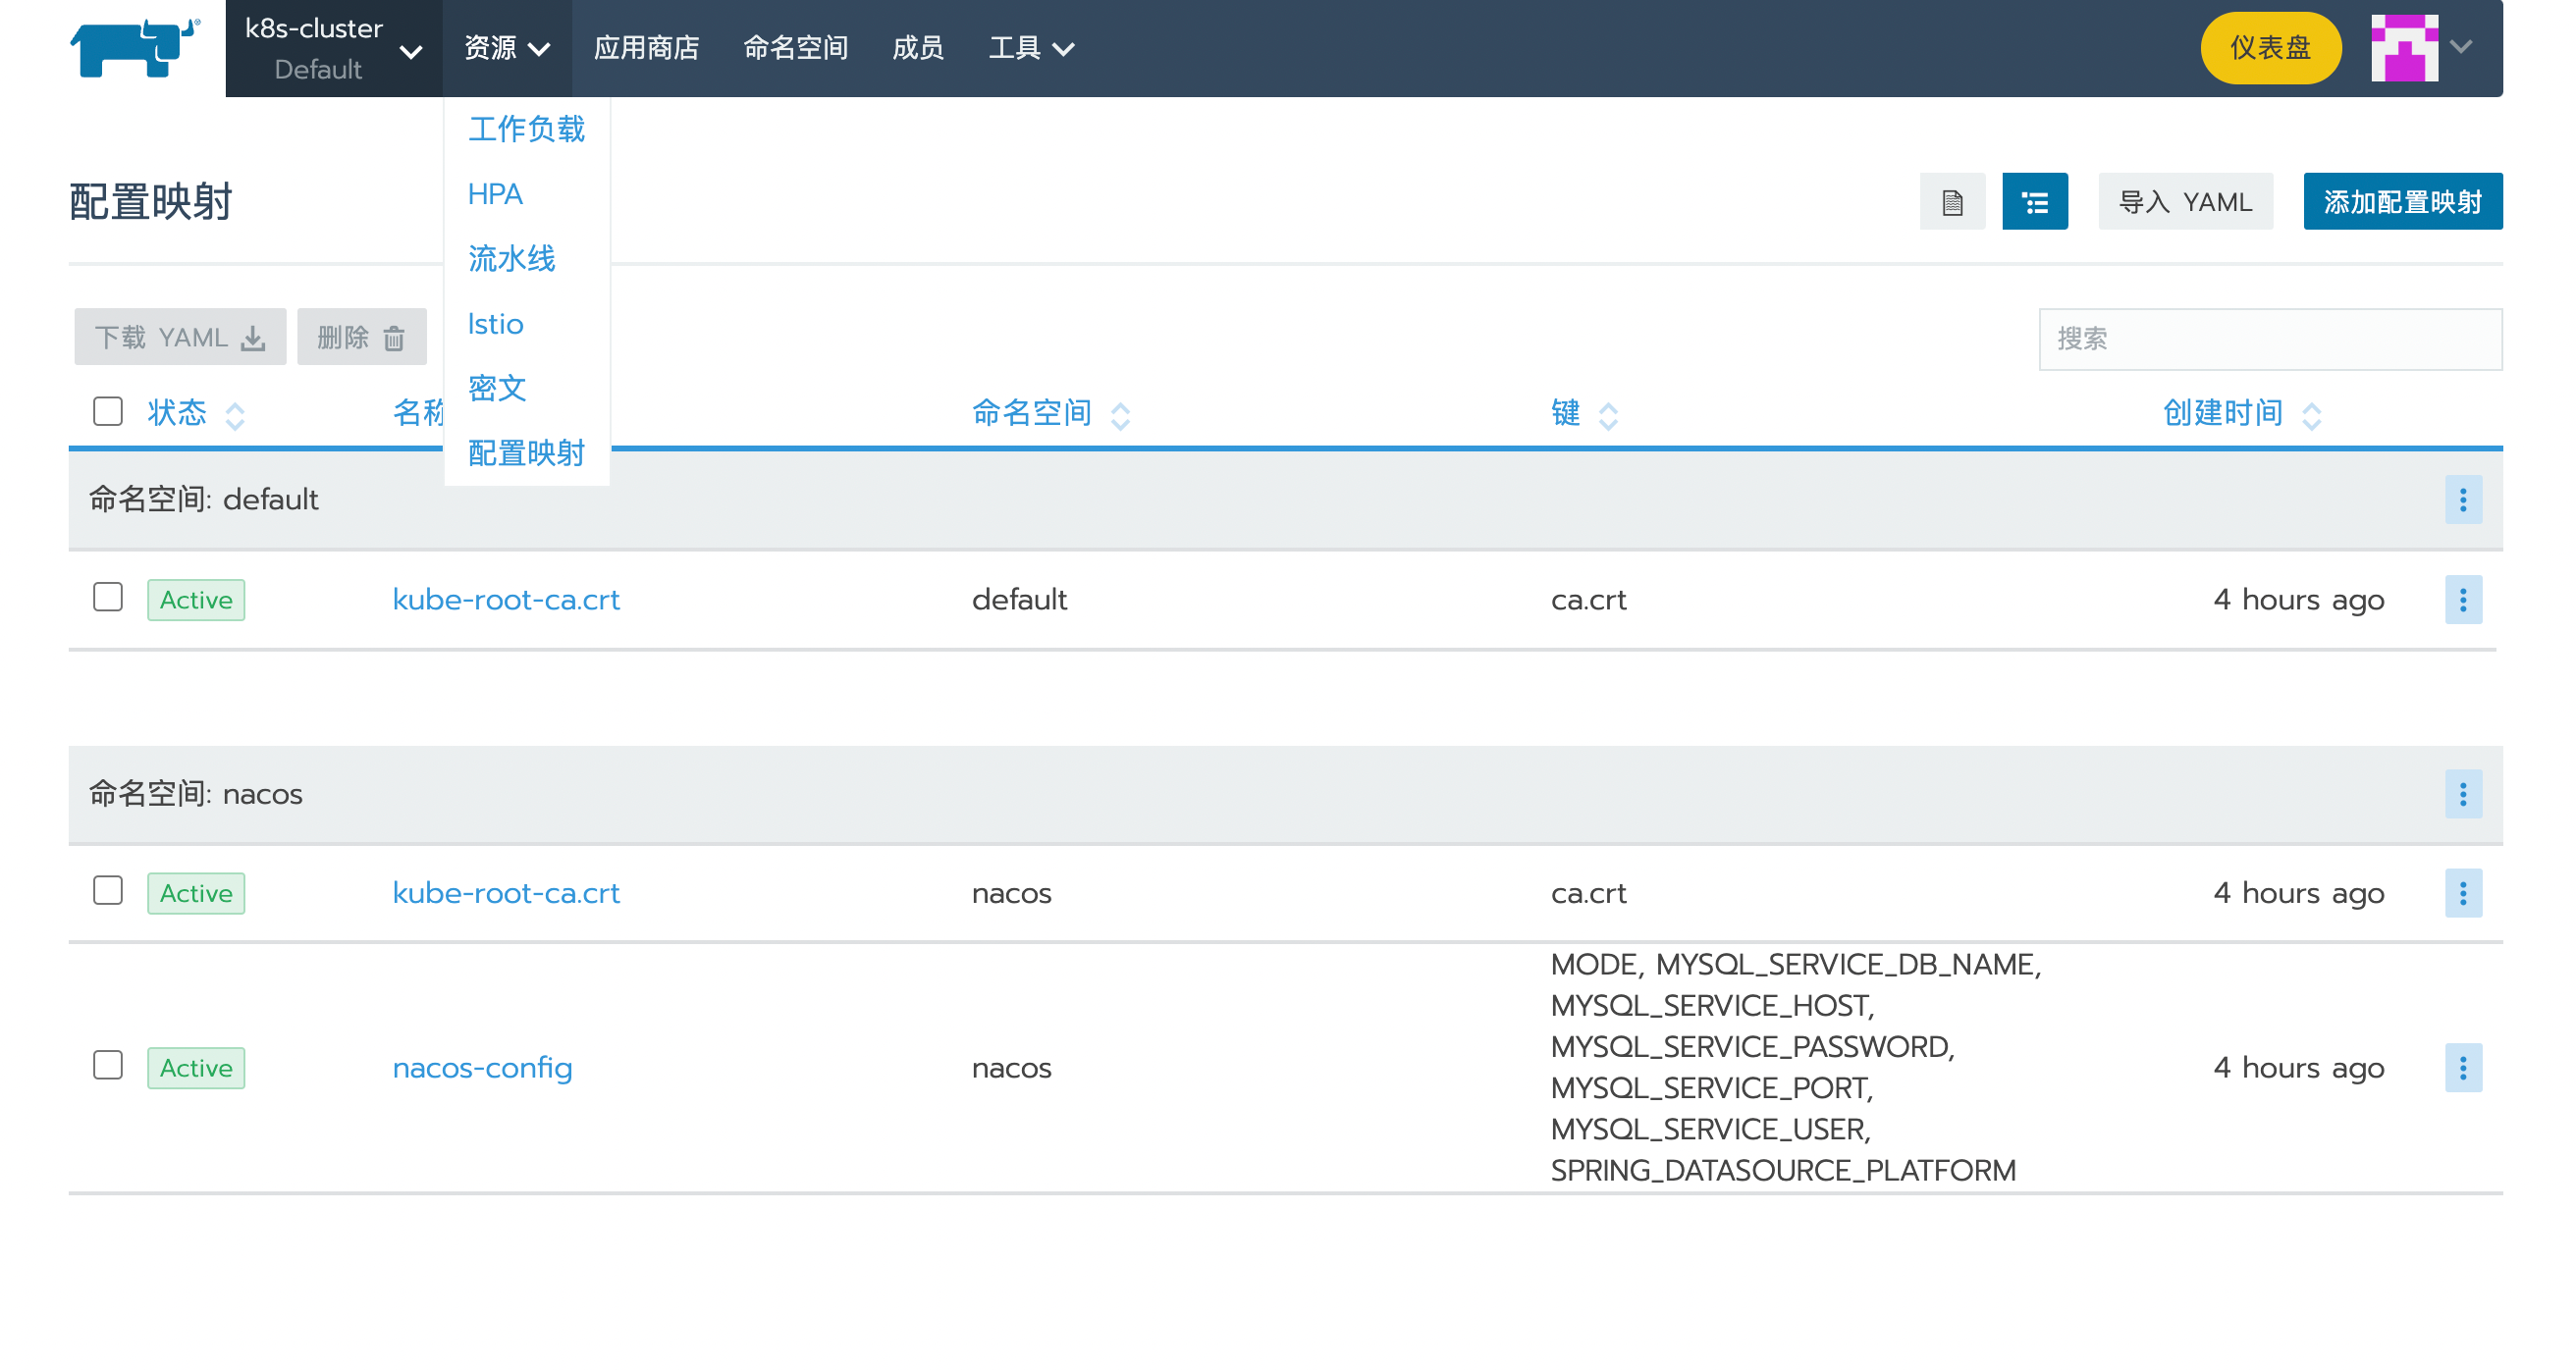 k8s-cluster
Default
资源
应用商店
命名空间
成员
工具
仪表盘
工作负载
HPA
流水线
Istio
密文
配置映射
配置映射
导入 YAML
添加配置映射
下载 YAML
删除
搜索
状态
名称
命名空间
键
创建时间
命名空间: default
Active
kube-root-ca.crt
default
ca.crt
4 hours ago
命名空间: nacos
Active
kube-root-ca.crt
nacos
ca.crt
4 hours ago
Active
nacos-config
nacos
MODE, MYSQL_SERVICE_DB_NAME,
MYSQL_SERVICE_HOST,
MYSQL_SERVICE_PASSWORD,
MYSQL_SERVICE_PORT,
MYSQL_SERVICE_USER,
SPRING_DATASOURCE_PLATFORM
4 hours ago